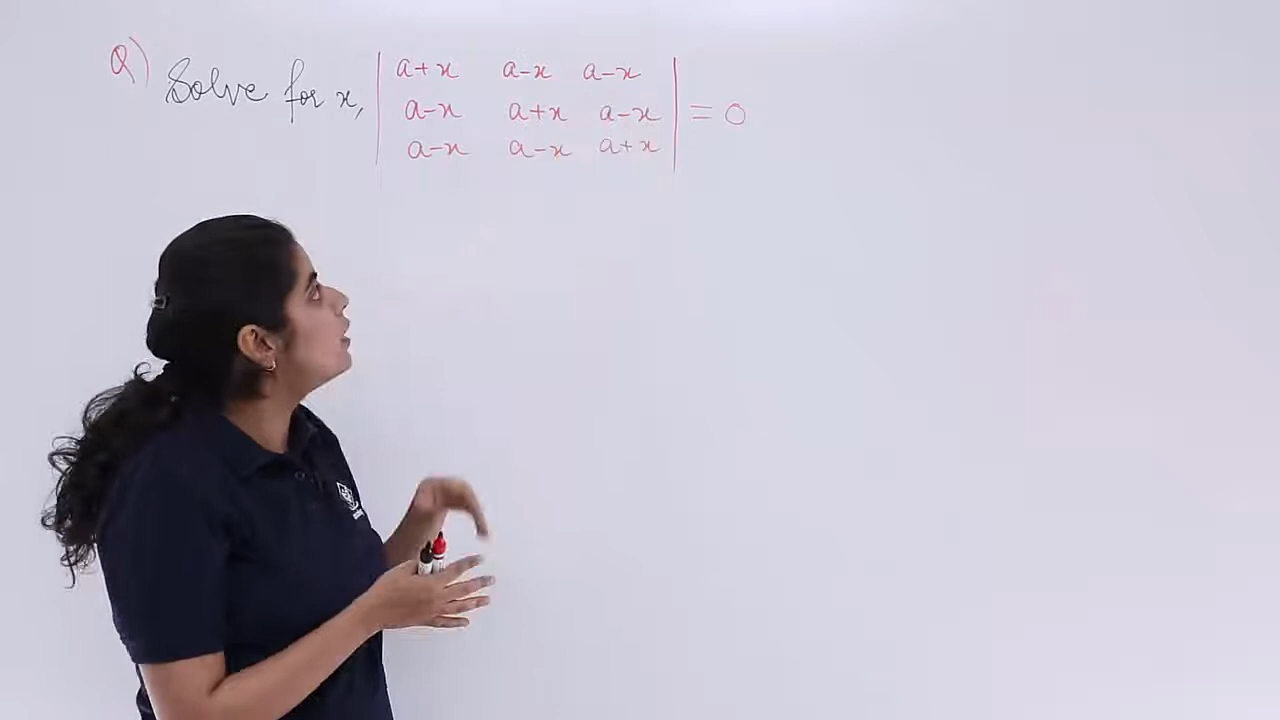 Q) Solve for x, | a+x a-x a-x |
| a-x a+x a-x | = 0
| a-x a-x a+x |